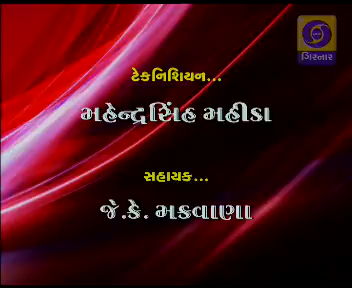 ગિરનાર
ટેકનિશિયન...
મહેન્દ્રસિંહ મહીડા
સહાયક...
જે.કે. મકવાણા